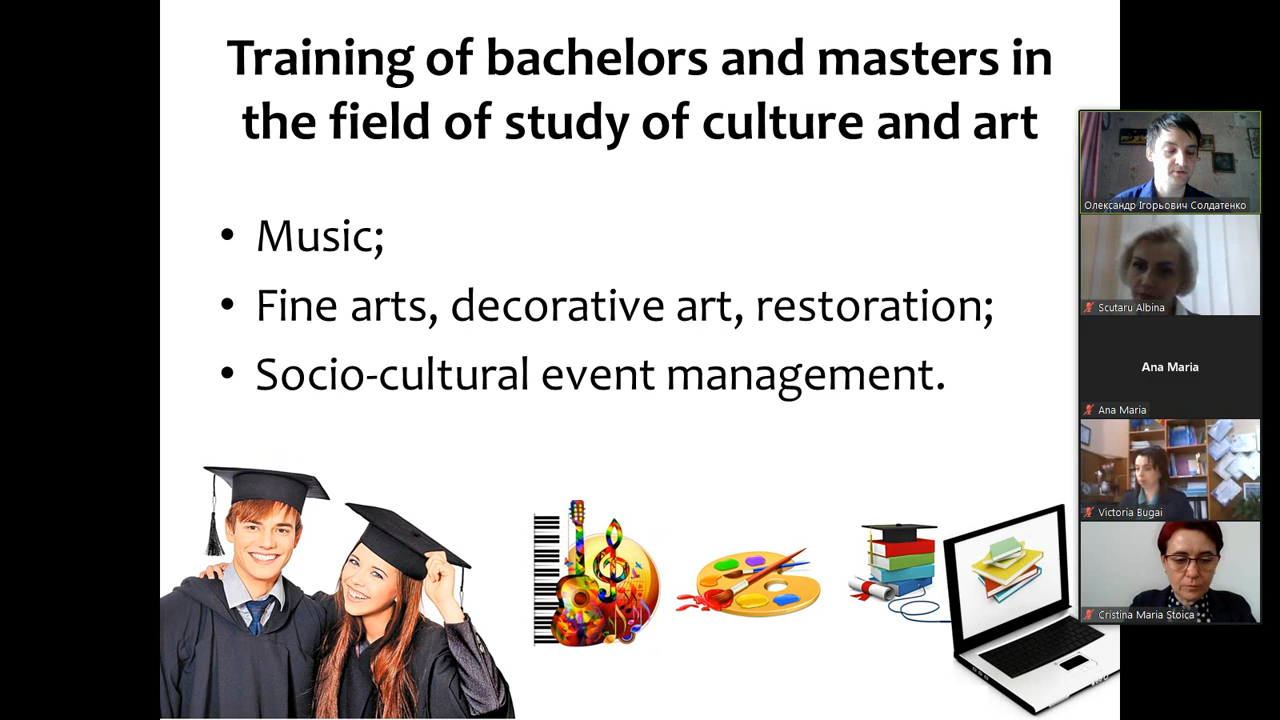 Training of bachelors and masters in
the field of study of culture and art
• Music;
• Fine arts, decorative art, restoration;
• Socio-cultural event management.
Олександр Ігорьович Солдатенко
Scutaru Albina
Ana Maria
Ana Maria
Victoria Bugai
Cristina Maria Stoica